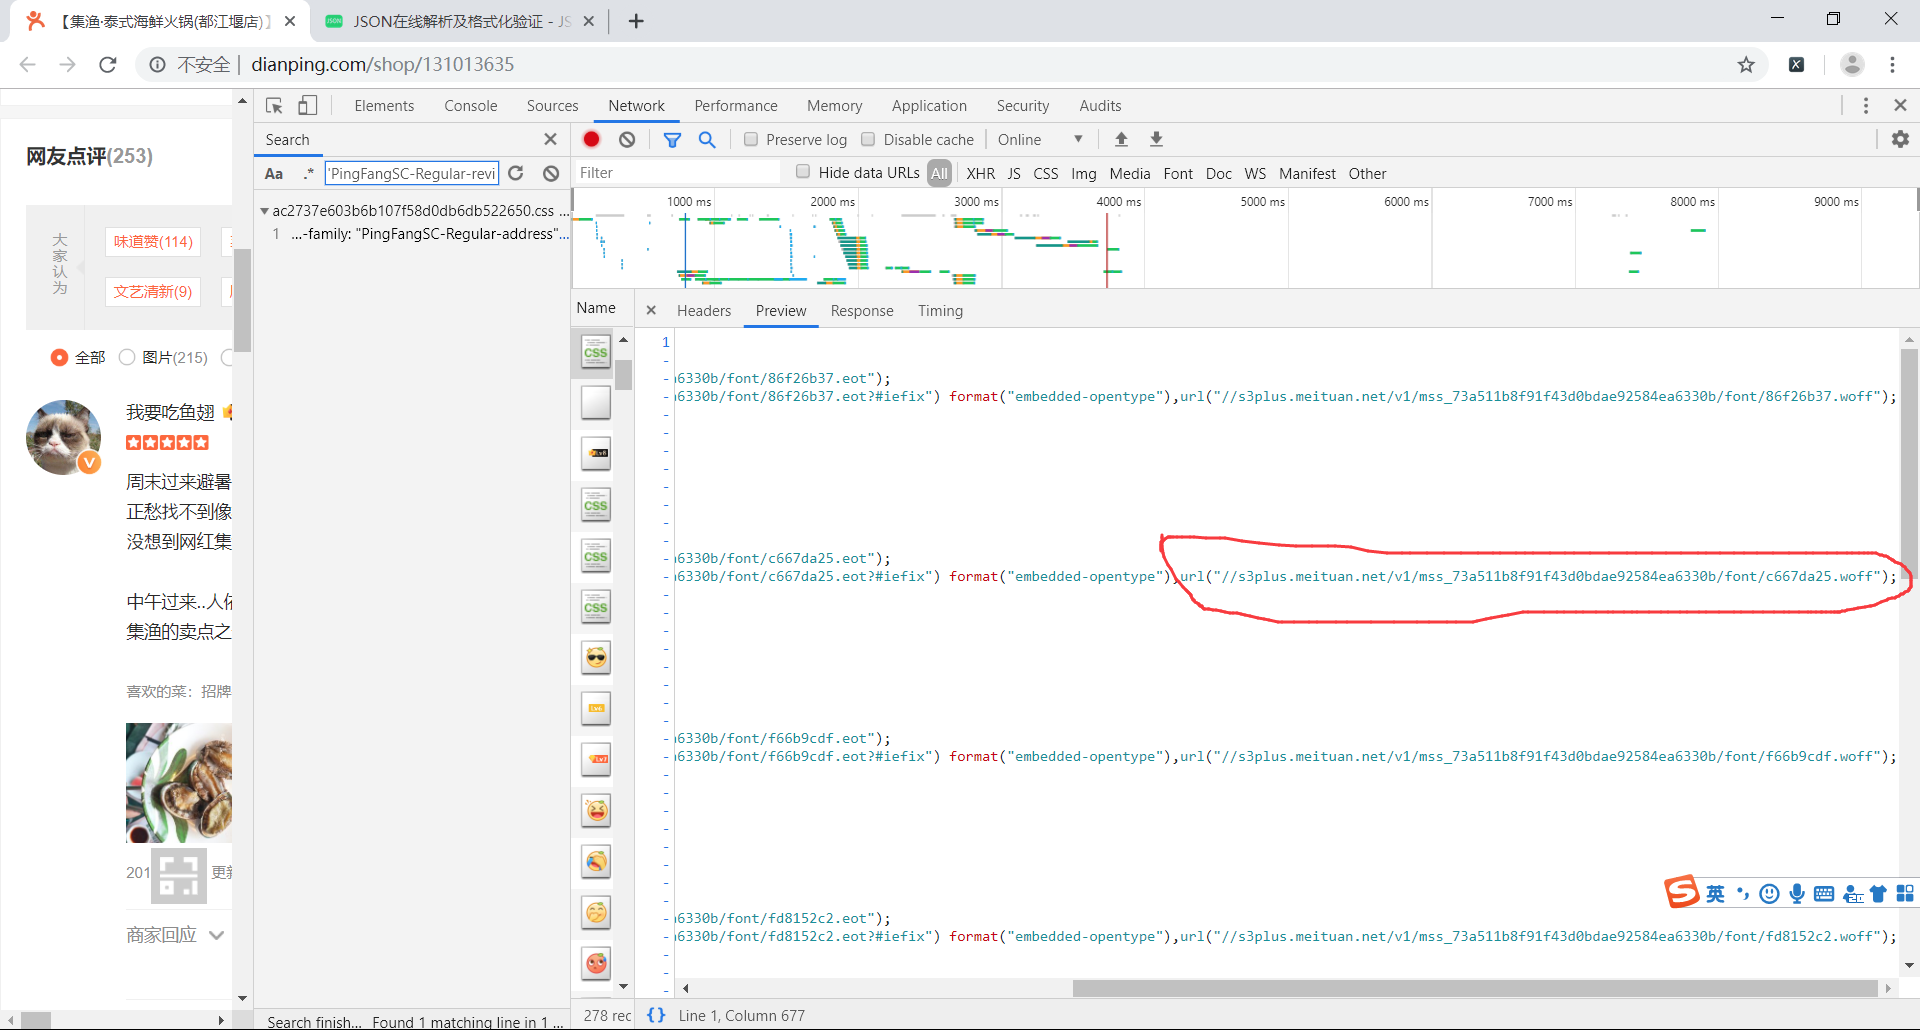 【集渔·泰式海鲜火锅(都江堰店)】
JSON在线解析及格式化验证 - JS
不安全
dianping.com/shop/131013635
网友点评(253)
大家认为
味道赞(114)
文艺清新(9)
全部
图片(215)
我要吃鱼翅
周末过来避暑
正愁找不到像
没想到网红集
中午过来..人
集渔的卖点之
喜欢的菜：招牌
201
更新
商家回应
Elements Console Sources Network Performance Memory Application Security Audits
Search
Aa .* 'PingFangSC-Regular-revi
ac2737e603b6b107f58d0db6db522650.css ...
1 ...-family: "PingFangSC-Regular-address"...
Search finish... Found 1 matching line in 1 ...
Preserve log Disable cache Online
Filter Hide data URLs All XHR JS CSS Img Media Font Doc WS Manifest Other
1000 ms 2000 ms 3000 ms 4000 ms 5000 ms 6000 ms 7000 ms 8000 ms 9000 ms
Name Headers Preview Response Timing
1
6330b/font/86f26b37.eot");
6330b/font/86f26b37.eot?#iefix") format("embedded-opentype"),url("//s3plus.meituan.net/v1/mss_73a511b8f91f43d0bdae92584ea6330b/font/86f26b37.woff");
6330b/font/c667da25.eot");
6330b/font/c667da25.eot?#iefix") format("embedded-opentype"),url("//s3plus.meituan.net/v1/mss_73a511b8f91f43d0bdae92584ea6330b/font/c667da25.woff");
6330b/font/f66b9cdf.eot");
6330b/font/f66b9cdf.eot?#iefix") format("embedded-opentype"),url("//s3plus.meituan.net/v1/mss_73a511b8f91f43d0bdae92584ea6330b/font/f66b9cdf.woff");
6330b/font/fd8152c2.eot");
6330b/font/fd8152c2.eot?#iefix") format("embedded-opentype"),url("//s3plus.meituan.net/v1/mss_73a511b8f91f43d0bdae92584ea6330b/font/fd8152c2.woff");
英
278 rec {} Line 1, Column 677